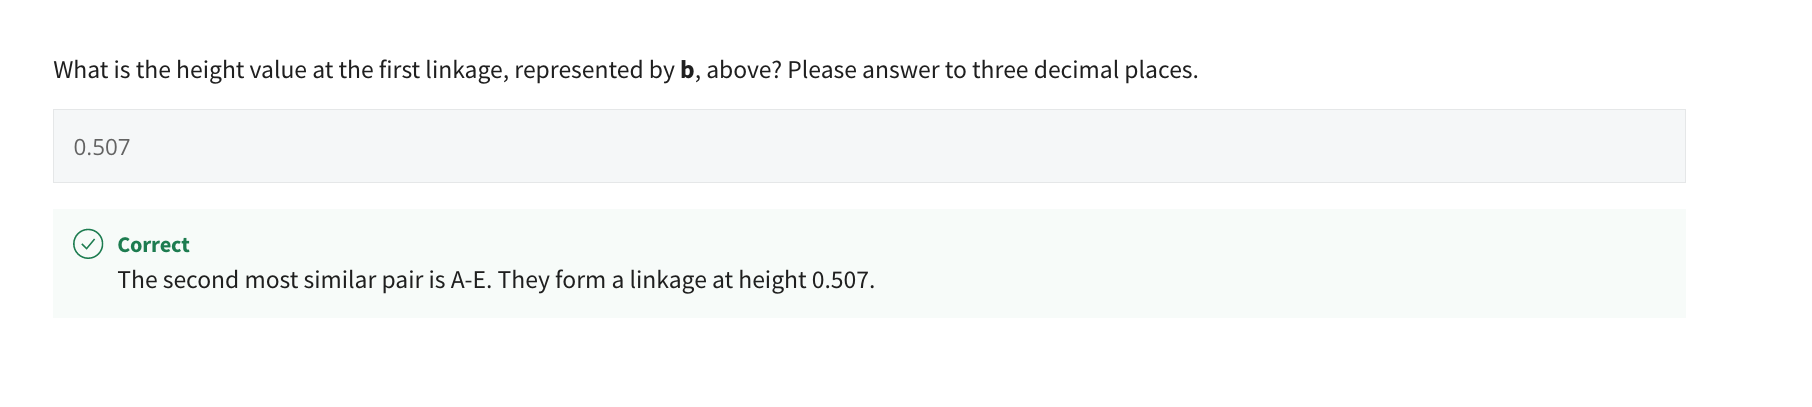 What is the height value at the first linkage, represented by b, above? Please answer to three decimal places.
0.507
Correct
The second most similar pair is A-E. They form a linkage at height 0.507.